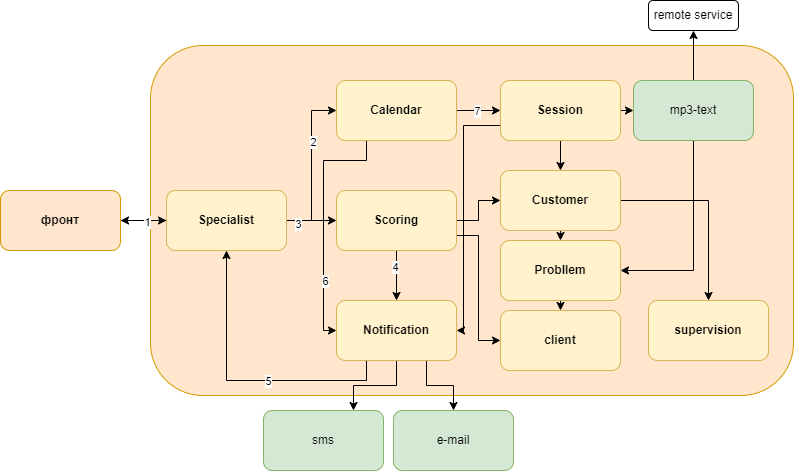 remote service
Calendar
7
Session
mp3-text
2
фронт
1
Specialist
3
Scoring
Customer
4
6
Probllem
Notification
client
supervision
5
sms
e-mail